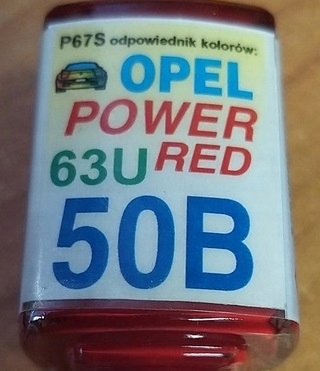 P67S odpowiednik kolorów:
OPEL
POWER
63U RED
50B